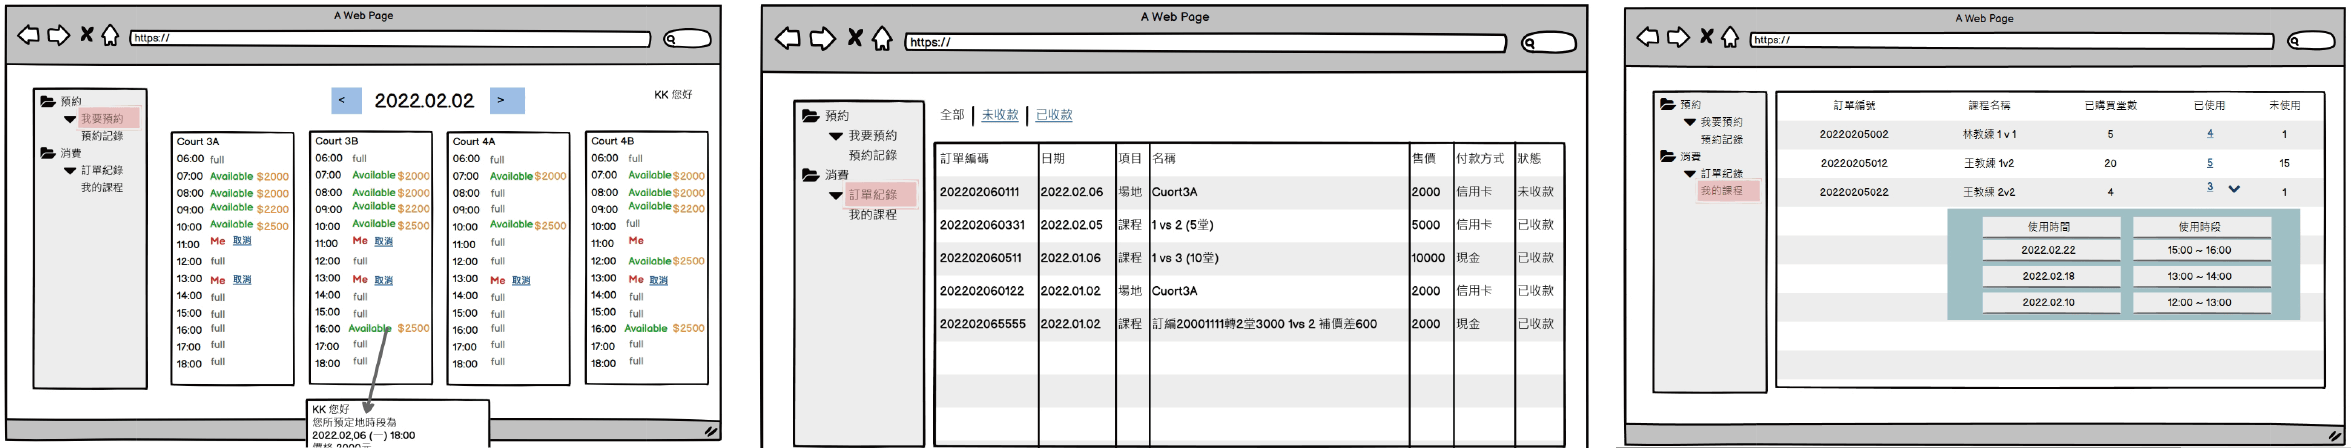 A Web Page
https://
預約
我要預約
預約記錄
消費
訂單紀錄
我的課程
< 2022.02.02 >
KK 您好
Court 3A
06:00 full
07:00 Available $2000
08:00 Available $2000
09:00 Available $2200
10:00 Available $2500
11:00 Me 取消
12:00 full
13:00 Me 取消
14:00 full
15:00 full
16:00 full
17:00 full
18:00 full
Court 3B
06:00 full
07:00 Available $2000
08:00 Available $2000
09:00 Available $2200
10:00 Available $2500
11:00 Me 取消
12:00 full
13:00 Me 取消
14:00 full
15:00 full
16:00 Available $2500
17:00 full
18:00 full
Court 4A
06:00 full
07:00 Available $2000
08:00 full
09:00 full
10:00 Available $2500
11:00 full
12:00 full
13:00 Me 取消
14:00 full
15:00 full
16:00 full
17:00 full
18:00 full
Court 4B
06:00 full
07:00 Available $2000
08:00 Available $2000
09:00 Available $2200
10:00 full
11:00 Me
12:00 Available $2500
13:00 Me 取消
14:00 full
15:00 full
16:00 Available $2500
17:00 full
18:00 full
KK 您好
您所預定地時段為
2022.02.06 (一) 18:00
價格 2000元
A Web Page
https://
預約
我要預約
預約記錄
消費
訂單紀錄
我的課程
全部 未收款 已收款
訂單編碼 日期 項目 名稱 售價 付款方式 狀態
202202060111 2022.02.06 場地 Cuort3A 2000 信用卡 未收款
202202060331 2022.02.05 課程 1 vs 2 (5堂) 5000 信用卡 已收款
202202060511 2022.01.06 課程 1 vs 3 (10堂) 10000 現金 已收款
202202060122 2022.01.02 場地 Cuort3A 2000 信用卡 已收款
202202065555 2022.01.02 課程 訂編20001111轉2堂3000 1vs 2 補價差600 2000 現金 已收款
A Web Page
https://
預約
我要預約
預約記錄
消費
訂單記錄
我的課程
訂單編號 課程名稱 已購買堂數 已使用 未使用
20220205002 林教練 1 v 1 5 4 1
20220205012 王教練 1v2 20 5 15
20220205022 王教練 2v2 4 3 1
使用時間 使用時段
2022.02.22 15:00 ~ 16:00
2022.02.18 13:00 ~ 14:00
2022.02.10 12:00 ~ 13:00